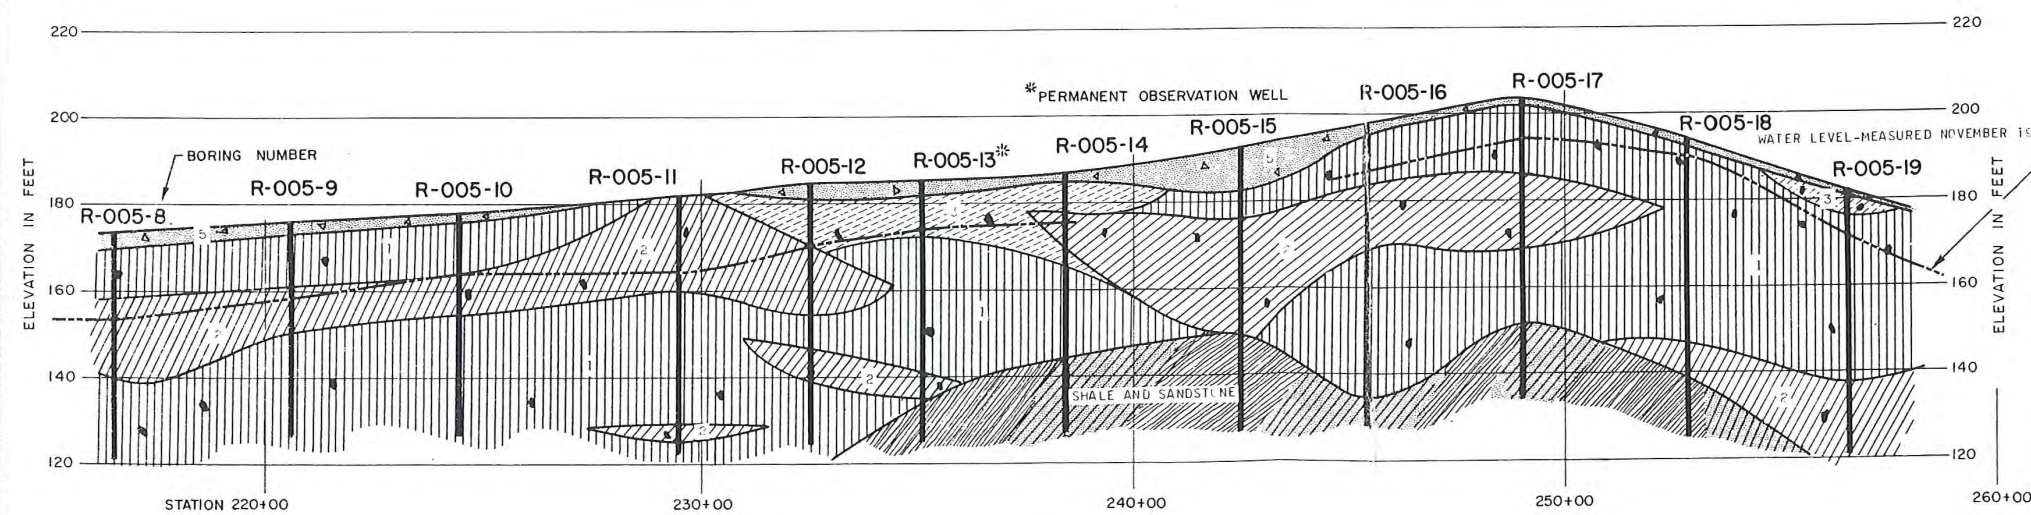 220
220
R-005-17
R-005-16
*PERMANENT OBSERVATION WELL
200
200
R-005-15
R-005-18
WATER LEVEL-MEASURED NOVEMBER 19
BORING NUMBER
R-005-14
R-005-13*
R-005-12
R-005-11
R-005-19
R-005-10
R-005-9
R-005-8
180
180
ELEVATION IN FEET
ELEVATION IN FEET
5
5
3
2
1
160
160
2
1
1
1
140
140
2
SHALE AND SANDSTONE
2
2
120
120
STATION 220+00
230+00
240+00
250+00
260+00